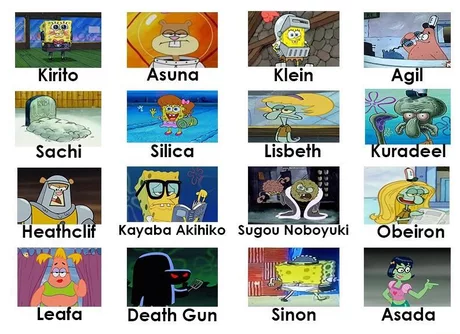 Kirito Asuna Klein Agil
Sachi Silica Lisbeth Kuradeel
Heathclif Kayaba Akihiko Sugou Noboyuki Obeiron
Leafa Death Gun Sinon Asada